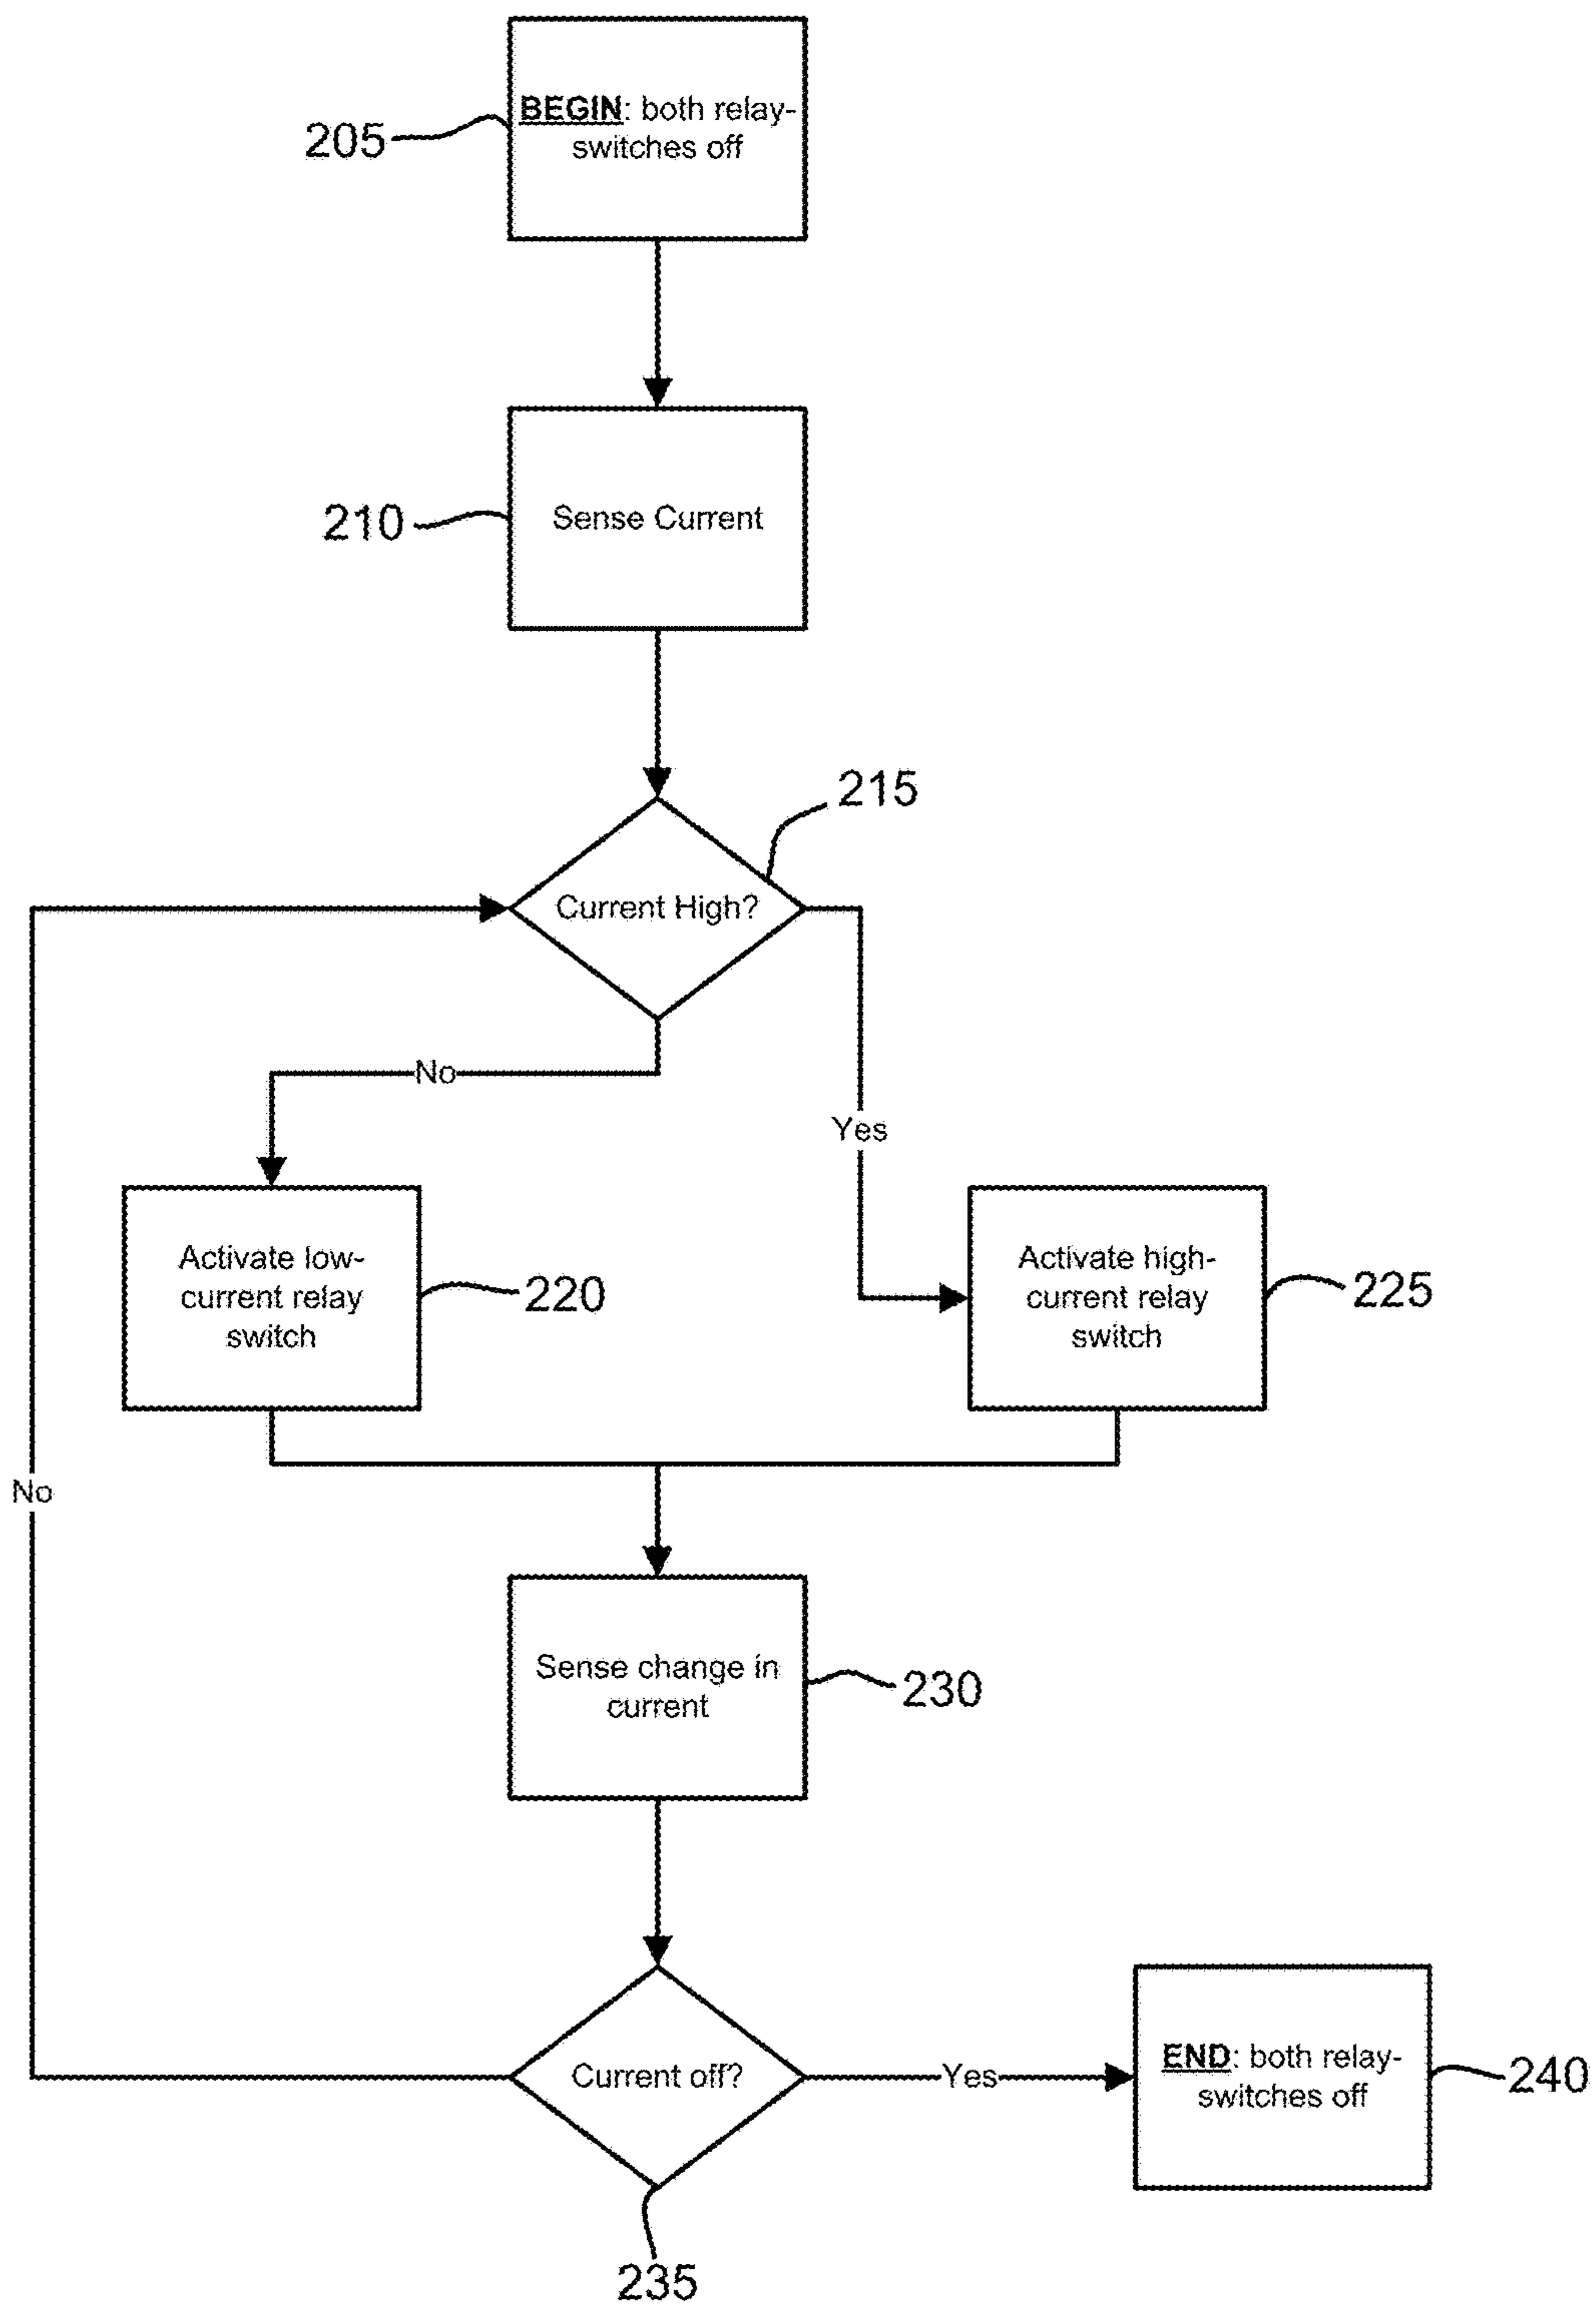 BEGIN: both relay-
switches off
205
Sense Current
210
215
Current High?
No
Yes
Activate low-
current relay
switch
220
Activate high-
current relay
switch
225
No
Sense change in
current
230
Current off?
Yes
END: both relay-
switches off
240
235